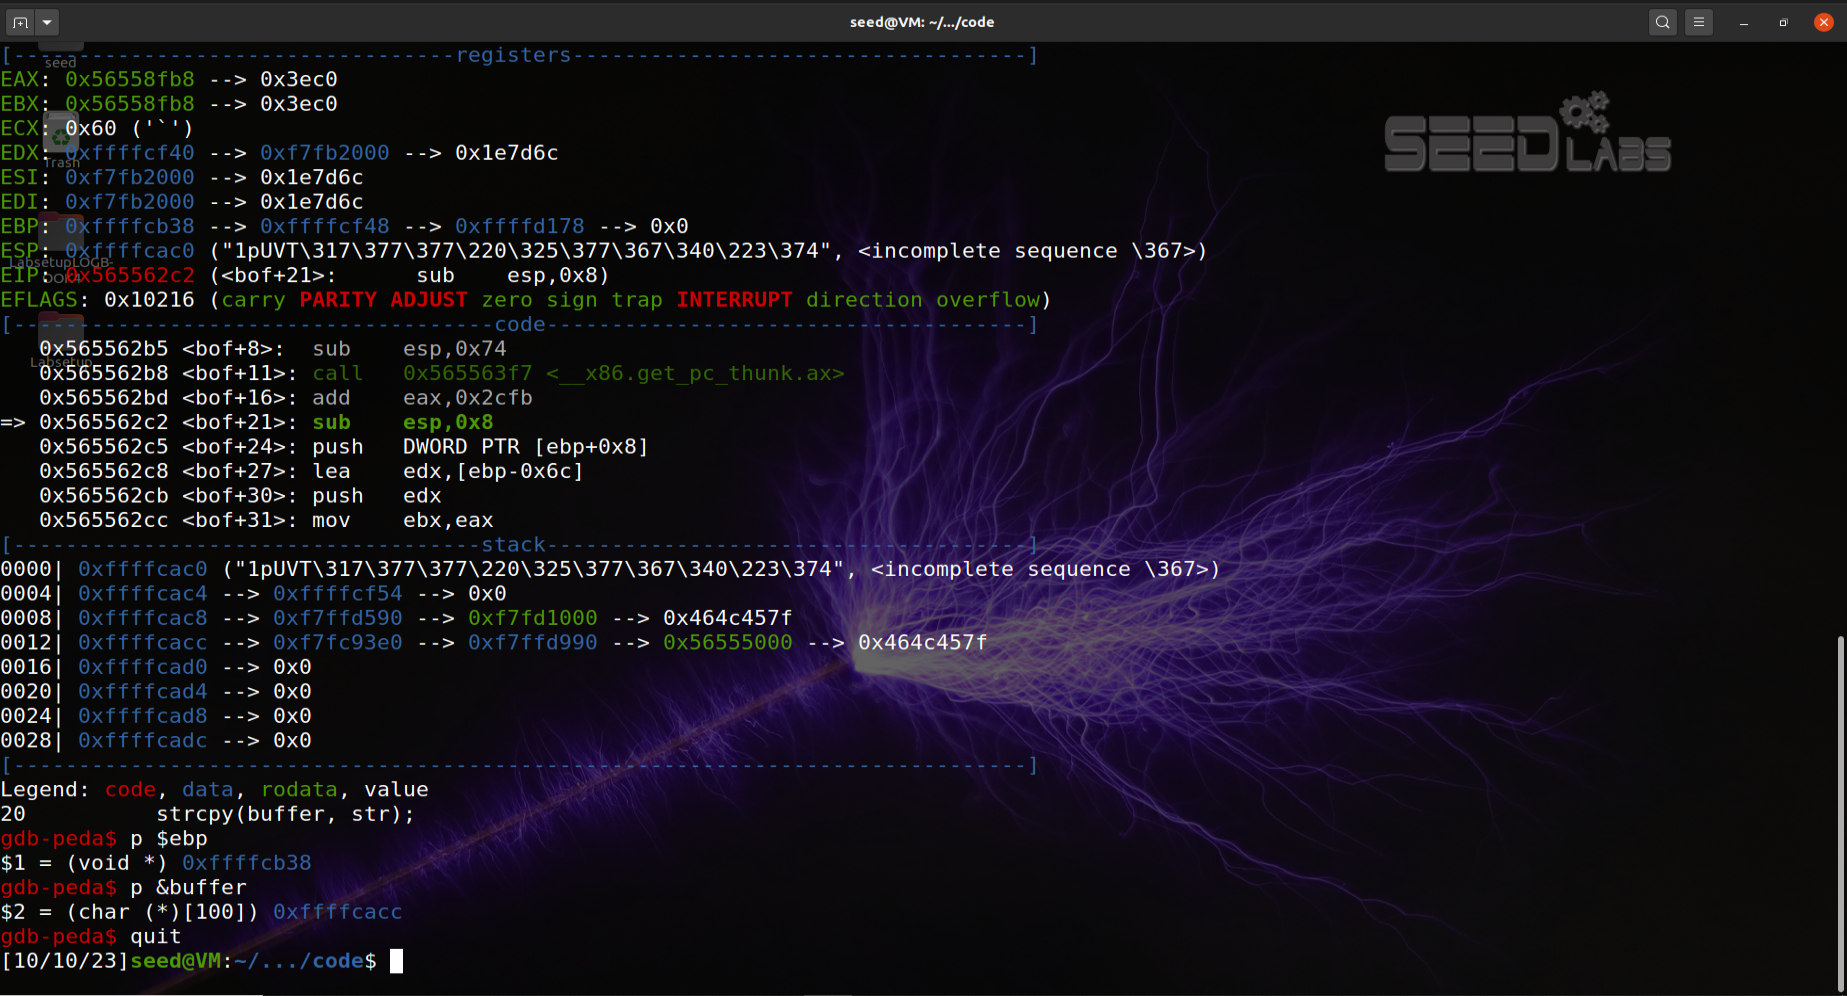 seed@VM: ~/.../code
[----------------------------------registers-----------------------------------]
EAX: 0x56558fb8 --> 0x3ec0
EBX: 0x56558fb8 --> 0x3ec0
ECX: 0x60 ('`')
EDX: 0xffffcf40 --> 0xf7fb2000 --> 0x1e7d6c
ESI: 0xf7fb2000 --> 0x1e7d6c
EDI: 0xf7fb2000 --> 0x1e7d6c
EBP: 0xffffcb38 --> 0xffffcf48 --> 0xffffd178 --> 0x0
ESP: 0xffffcac0 ("1pUVT\317\377\377\220\325\377\367\340\223\374", <incomplete sequence \367>)
EIP: 0x565562c2 (<bof+21>:	sub    esp,0x8)
EFLAGS: 0x10216 (carry PARITY ADJUST zero sign trap INTERRUPT direction overflow)
[-------------------------------------code-------------------------------------]
   0x565562b5 <bof+8>:	sub    esp,0x74
   0x565562b8 <bof+11>:	call   0x565563f7 <__x86.get_pc_thunk.ax>
   0x565562bd <bof+16>:	add    eax,0x2cfb
=> 0x565562c2 <bof+21>:	sub    esp,0x8
   0x565562c5 <bof+24>:	push   DWORD PTR [ebp+0x8]
   0x565562c8 <bof+27>:	lea    edx,[ebp-0x6c]
   0x565562cb <bof+30>:	push   edx
   0x565562cc <bof+31>:	mov    ebx,eax
[------------------------------------stack-------------------------------------]
0000| 0xffffcac0 ("1pUVT\317\377\377\220\325\377\367\340\223\374", <incomplete sequence \367>)
0004| 0xffffcac4 --> 0xffffcf54 --> 0x0
0008| 0xffffcac8 --> 0xf7ffd590 --> 0xf7fd1000 --> 0x464c457f
0012| 0xffffcacc --> 0xf7fc93e0 --> 0xf7ffd990 --> 0x56555000 --> 0x464c457f
0016| 0xffffcad0 --> 0x0
0020| 0xffffcad4 --> 0x0
0024| 0xffffcad8 --> 0x0
0028| 0xffffcadc --> 0x0
[------------------------------------------------------------------------------]
Legend: code, data, rodata, value
20	    strcpy(buffer, str);
gdb-peda$ p $ebp
$1 = (void *) 0xffffcb38
gdb-peda$ p &buffer
$2 = (char (*)[100]) 0xffffcacc
gdb-peda$ quit
[10/10/23]seed@VM:~/.../code$
seed
Trash
Labsetup
SEED LABS